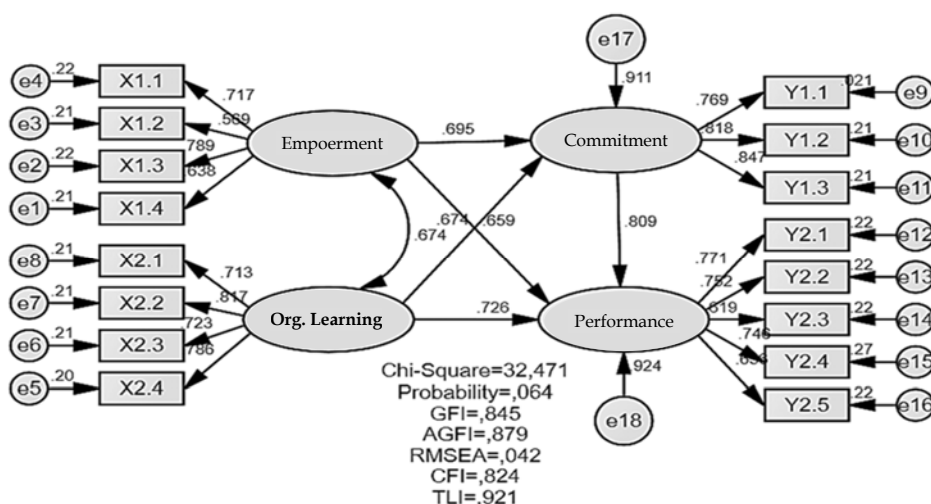 e17
e4 .22 X1.1
.717
.911
.769
Y1.1 .021 e9
e3 .21 X1.2
.569
Empoerment
.695
Commitment
.818
Y1.2 .21 e10
e2 .22 X1.3
.789
.638
.847
Y1.3 .21 e11
e1 .21 X1.4
.674
.674
.659
.809
e8 .21 X2.1
.713
.771
Y2.1 .22 e12
e7 .21 X2.2
.817
.752
Y2.2 .22 e13
e6 .21 X2.3
.723
Org. Learning
.726
Performance
.619
Y2.3 .22 e14
.786
.746
Y2.4 .27 e15
e5 .20 X2.4
Y2.5 .22 e16
.924
e18
Chi-Square=32,471
Probability=,064
GFI=,845
AGFI=,879
RMSEA=,042
CFI=,824
TLI=,921